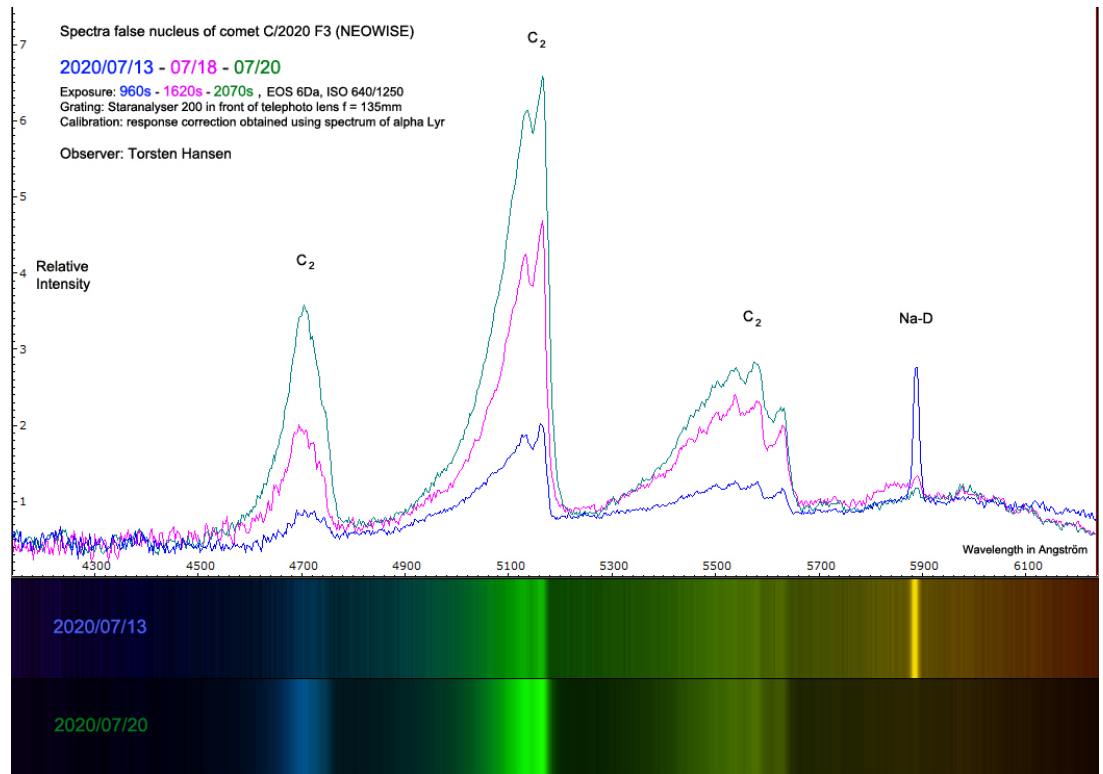 Spectra false nucleus of comet C/2020 F3 (NEOWISE)
2020/07/13 - 07/18 - 07/20
Exposure: 960s - 1620s - 2070s , EOS 6Da, ISO 640/1250
Grating: Staranalyser 200 in front of telephoto lens f = 135mm
Calibration: response correction obtained using spectrum of alpha Lyr
Observer: Torsten Hansen
C2
C2
C2
Na-D
Relative
Intensity
7
6
5
4
3
2
1
Wavelength in Angström
4300 4500 4700 4900 5100 5300 5500 5700 5900 6100
2020/07/13
2020/07/20